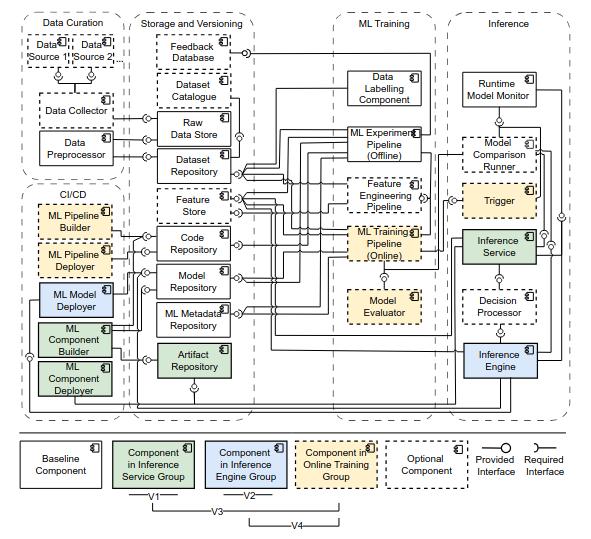 Data Curation
Storage and Versioning
ML Training
Inference
Data
Source 1
Data
Source 2
...
Data Collector
Data
Preprocessor
CI/CD
ML Pipeline
Builder
ML Pipeline
Deployer
ML Model
Deployer
ML
Component
Builder
ML
Component
Deployer
Feedback
Database
Dataset
Catalogue
Raw
Data Store
Dataset
Repository
Feature
Store
Code
Repository
Model
Repository
ML Metadata
Repository
Artifact
Repository
Data
Labelling
Component
ML Experiment
Pipeline
(Offline)
Feature
Engineering
Pipeline
ML Training
Pipeline
(Online)
Model
Evaluator
Runtime
Model Monitor
Model
Comparison
Runner
Trigger
Inference
Service
Decision
Processor
Inference
Engine
Baseline
Component
Component
in Inference
Service Group
Component
in Inference
Engine Group
Component in
Online Training
Group
Optional
Component
Provided
Interface
Required
Interface
V1
V2
V3
V4